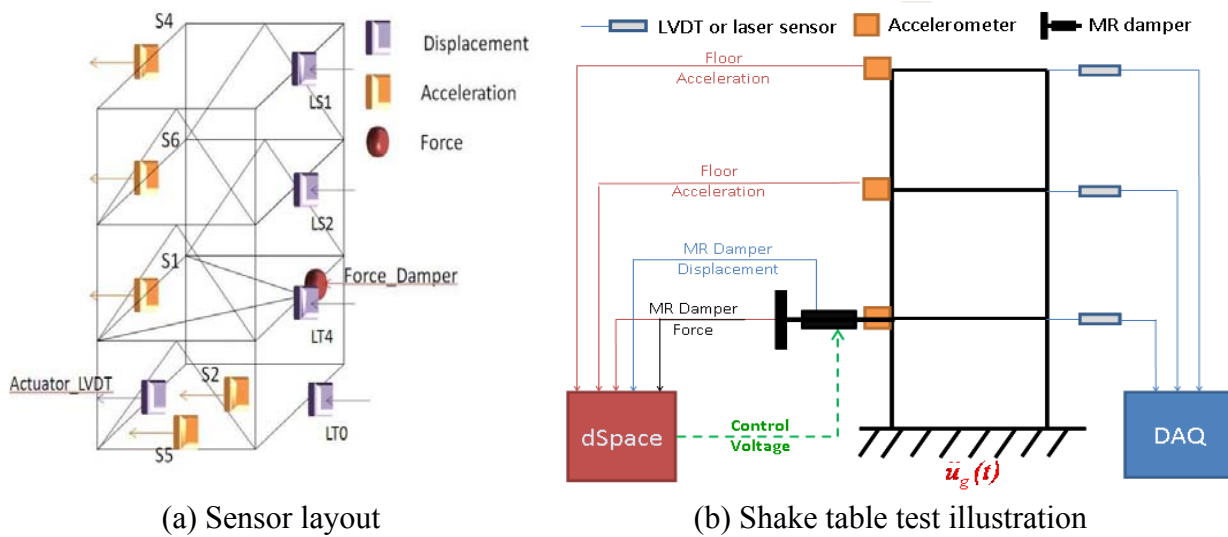 S4
Displacement
Acceleration
LS1
S6
Force
LS2
S1
Force_Damper
LT4
Actuator_LVDT
S2
LT0
S5
(a) Sensor layout
LVDT or laser sensor
Accelerometer
MR damper
Floor
Acceleration
Floor
Acceleration
MR Damper
Displacement
MR Damper
Force
dSpace
Control
Voltage
DAQ
ü_g(t)
(b) Shake table test illustration